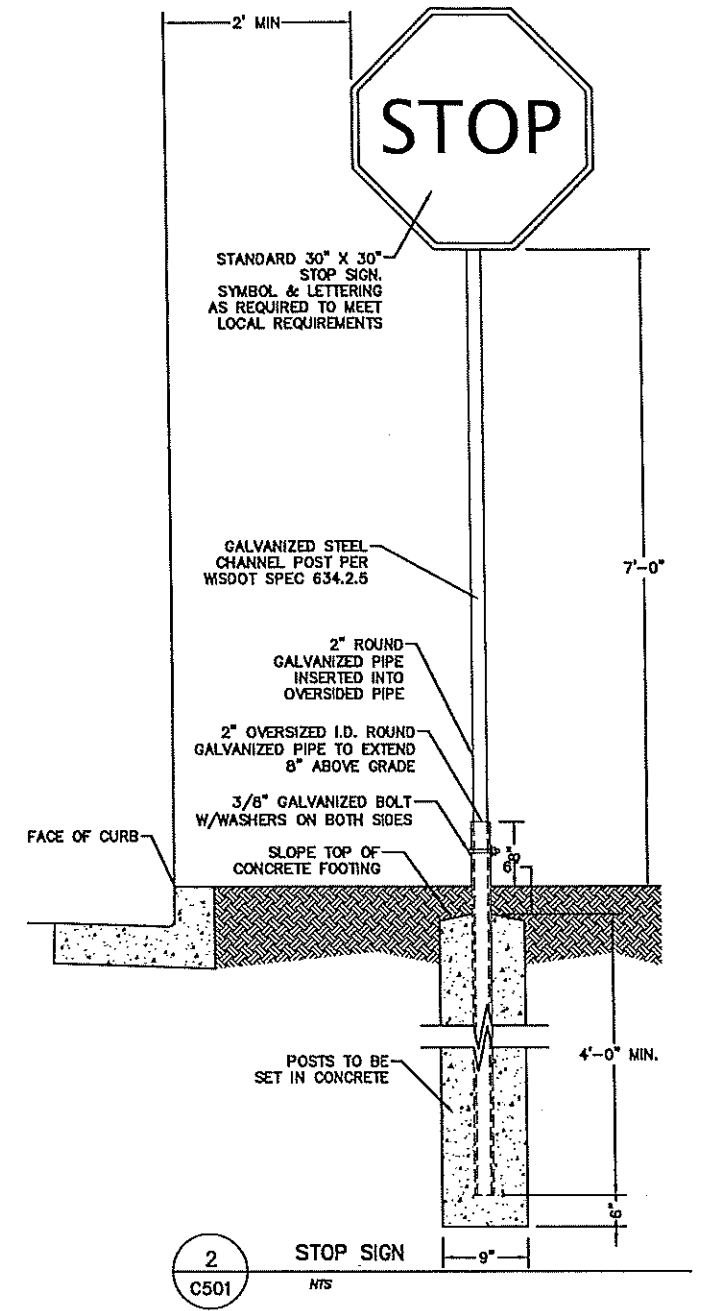 2' MIN
STOP
STANDARD 30" X 30"
STOP SIGN.
SYMBOL & LETTERING
AS REQUIRED TO MEET
LOCAL REQUIREMENTS
GALVANIZED STEEL
CHANNEL POST PER
WISDOT SPEC 634.2.5
7'-0"
2" ROUND
GALVANIZED PIPE
INSERTED INTO
OVERSIDED PIPE
2" OVERSIZED I.D. ROUND
GALVANIZED PIPE TO EXTEND
8" ABOVE GRADE
3/8" GALVANIZED BOLT
W/WASHERS ON BOTH SIDES
8"
6"
FACE OF CURB
SLOPE TOP OF
CONCRETE FOOTING
POSTS TO BE
SET IN CONCRETE
4'-0" MIN.
6"
9"
2
C501
STOP SIGN
NTS